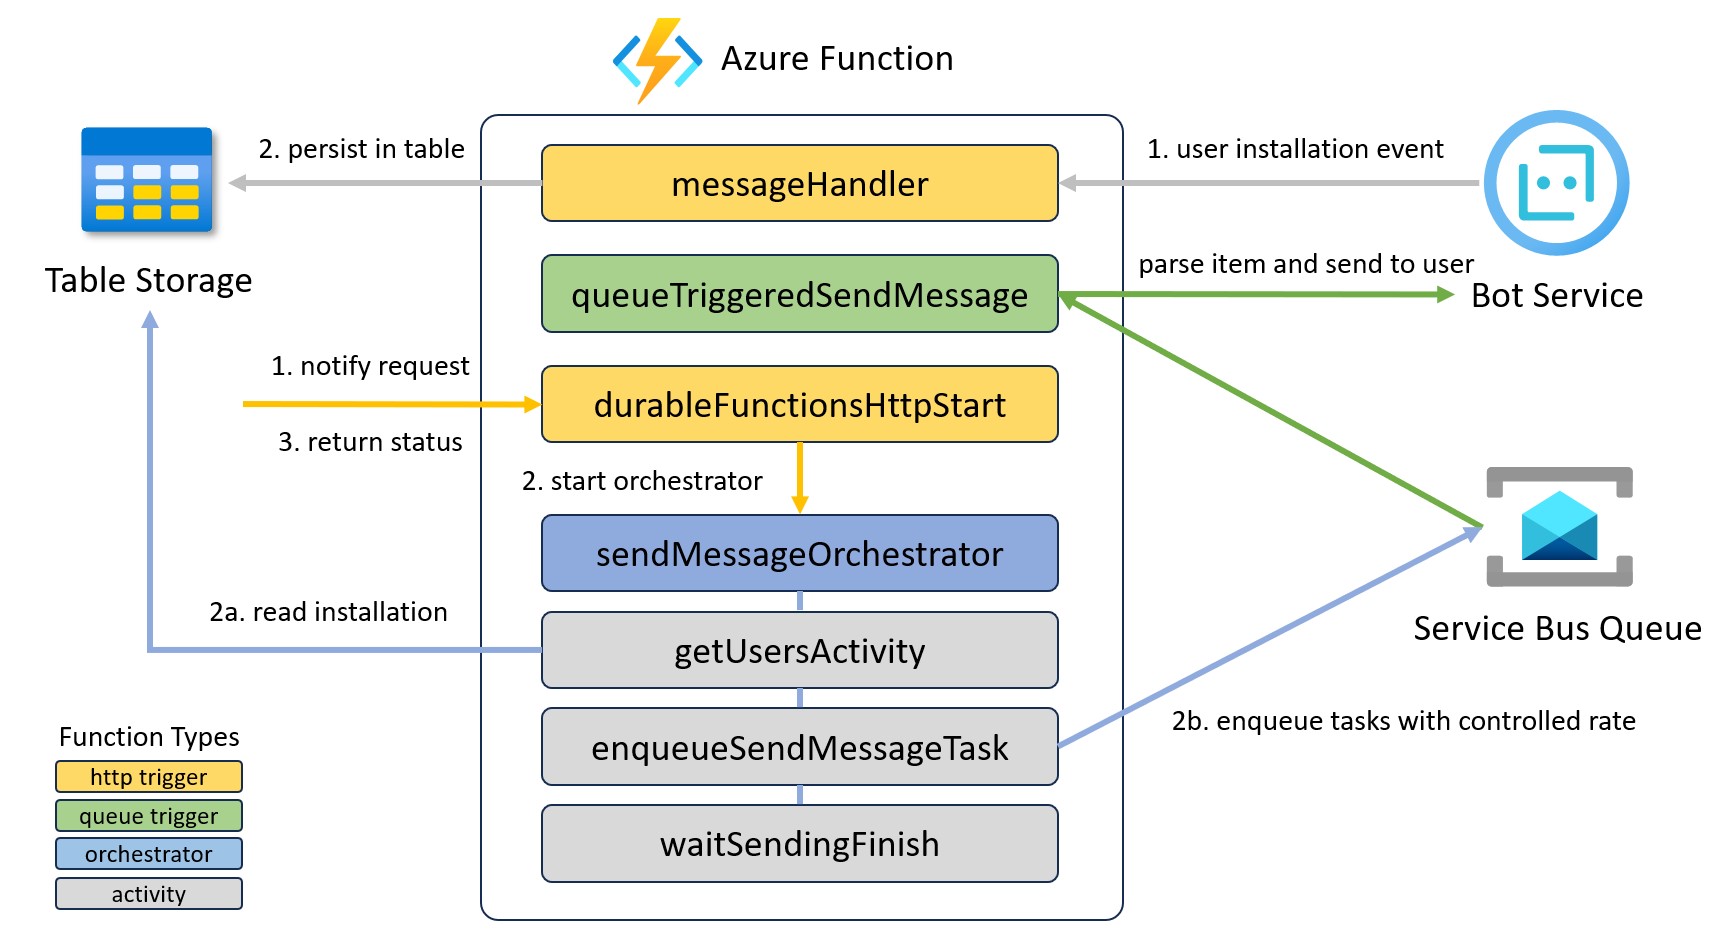 Azure Function
2. persist in table
messageHandler
1. user installation event
Table Storage
queueTriggeredSendMessage
parse item and send to user
Bot Service
1. notify request
durableFunctionsHttpStart
3. return status
2. start orchestrator
sendMessageOrchestrator
2a. read installation
getUsersActivity
Service Bus Queue
enqueueSendMessageTask
2b. enqueue tasks with controlled rate
waitSendingFinish
Function Types
http trigger
queue trigger
orchestrator
activity